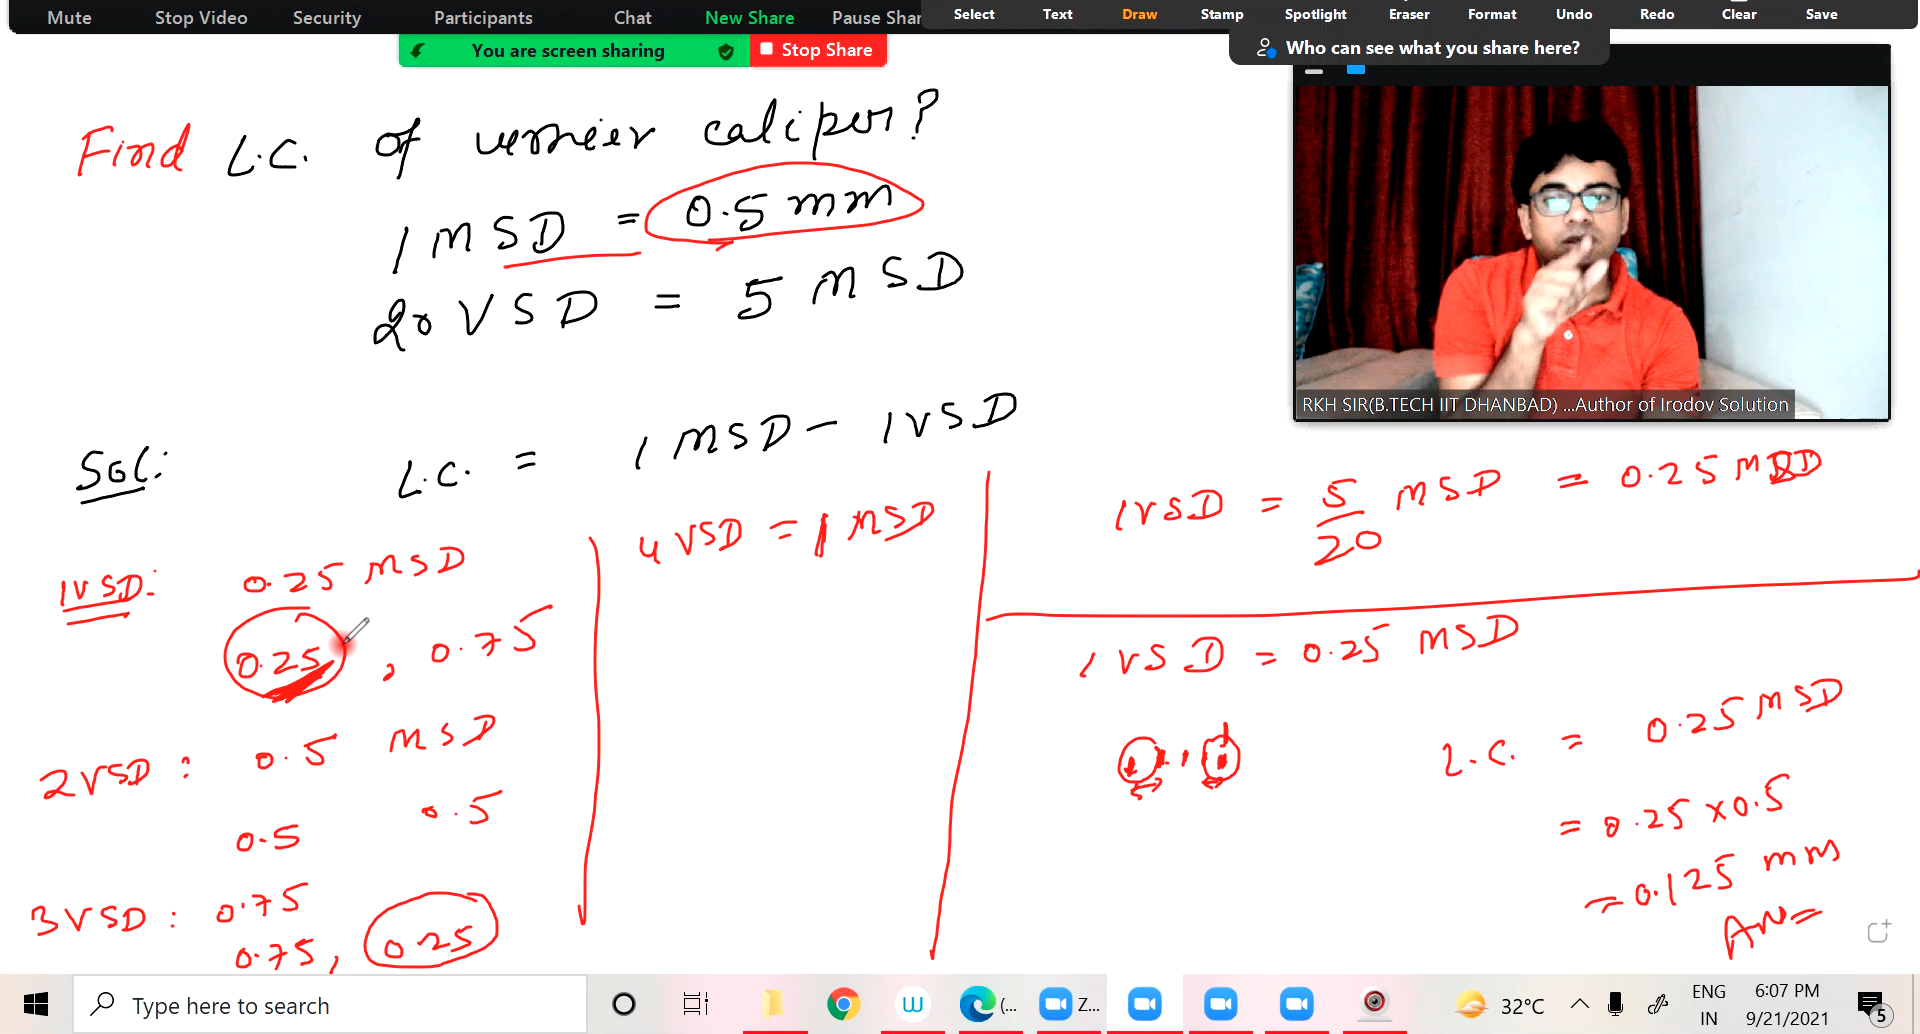 Mute Stop Video Security Participants Chat New Share Pause Shar
Select Text Draw Stamp Spotlight Eraser Format Undo Redo Clear Save
You are screen sharing Stop Share
Who can see what you share here?
Find L.C. of vernier caliper?
1 MSD = 0.5 mm
20 VSD = 5 MSD
RKH SIR(B.TECH IIT DHANBAD) ...Author of Irodov Solution
Sol: L.C. = 1 MSD - 1 VSD
1VSD: 0.25 MSD
0.25, 0.75
2VSD: 0.5 MSD
0.5 0.5
3VSD: 0.75
0.75, 0.25
4 VSD = 1 MSD
1VSD = 5/20 MSD = 0.25 MSD
1 VSD = 0.25 MSD
L.C. = 0.25 MSD
= 0.25 x 0.5
= 0.125 mm
Ans
Type here to search
(...
Z...
32°C
ENG
IN
6:07 PM
9/21/2021
5